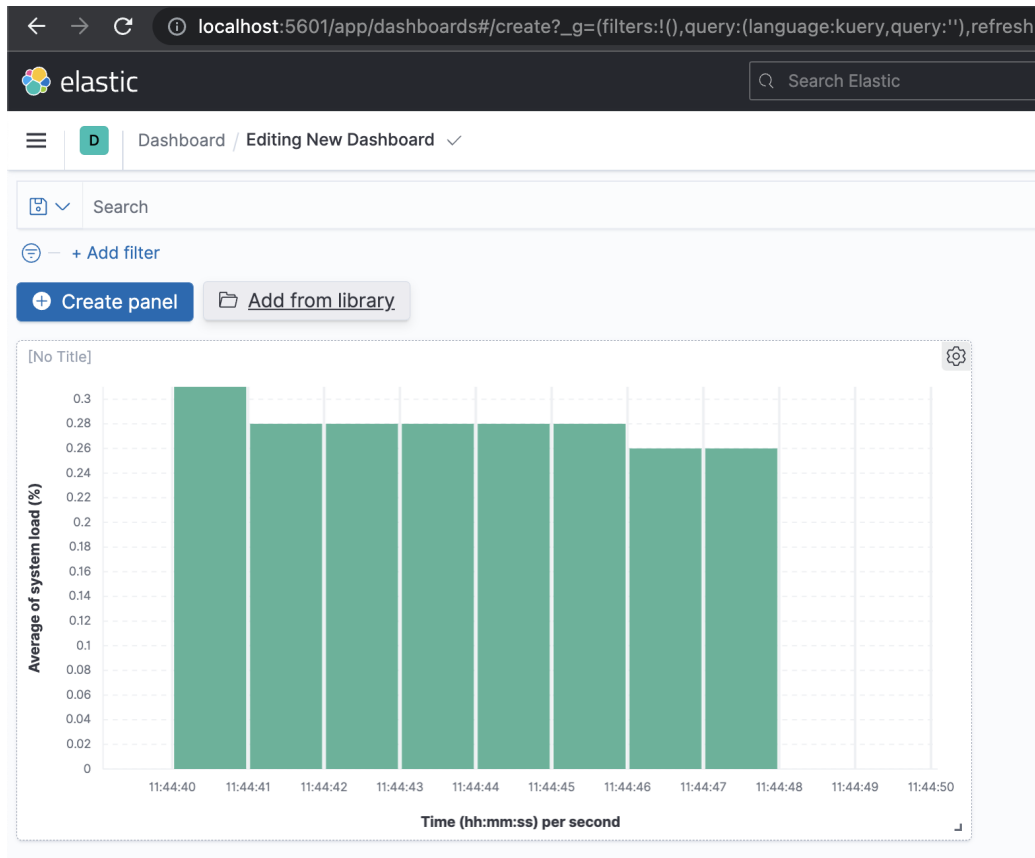 localhost:5601/app/dashboards#/create?_g=(filters:!(),query:(language:kuery,query:''),refresh
elastic
Search Elastic
D
Dashboard / Editing New Dashboard
Search
+ Add filter
Create panel
Add from library
[No Title]
Average of system load (%)
0.3
0.28
0.26
0.24
0.22
0.2
0.18
0.16
0.14
0.12
0.1
0.08
0.06
0.04
0.02
0
11:44:40 11:44:41 11:44:42 11:44:43 11:44:44 11:44:45 11:44:46 11:44:47 11:44:48 11:44:49 11:44:50
Time (hh:mm:ss) per second